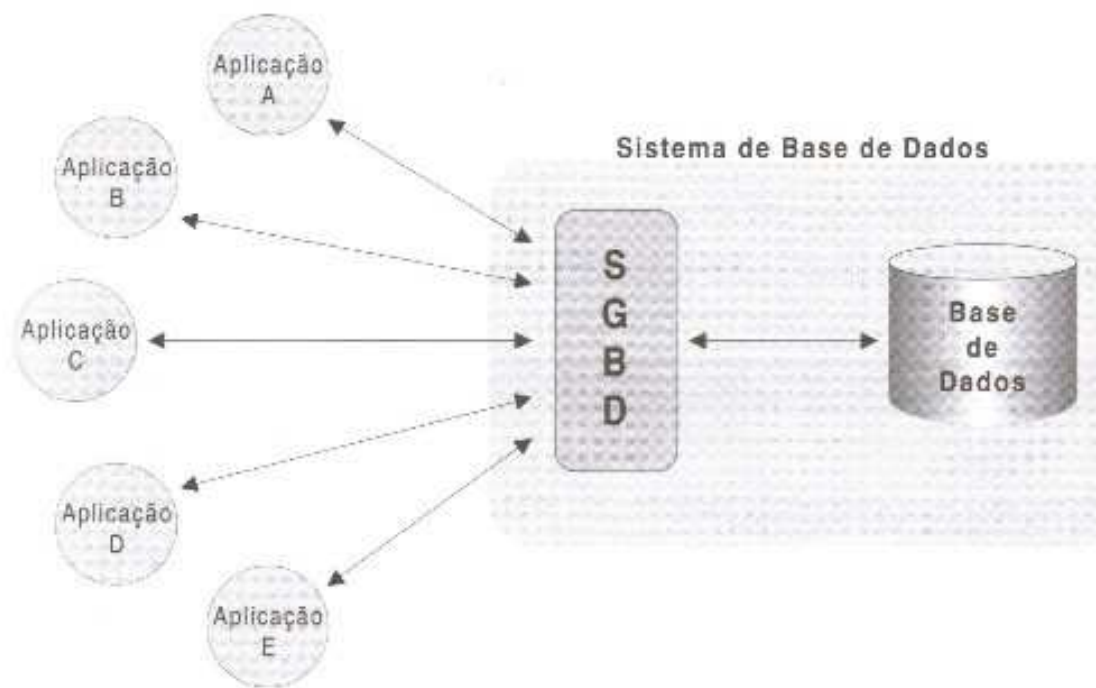 Aplicação
A
Aplicação
B
Aplicação
C
Aplicação
D
Aplicação
E
Sistema de Base de Dados
S
G
B
D
Base
de
Dados